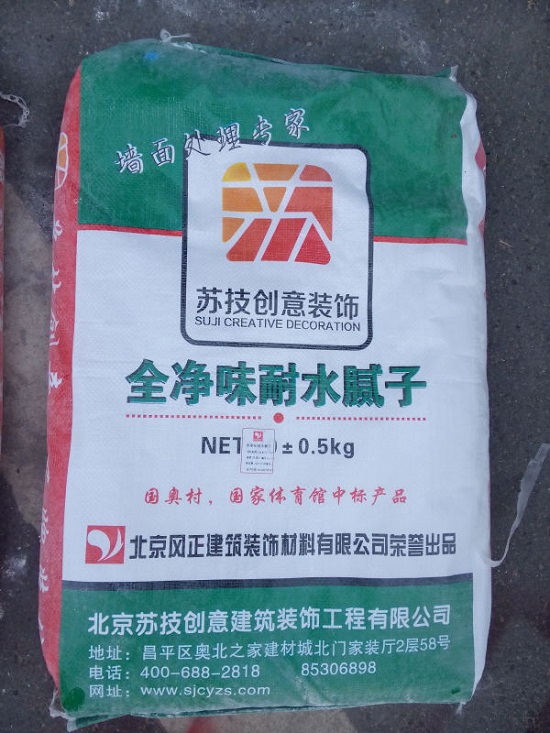 墙面处理专家
苏技创意装饰
SUJI CREATIVE DECORATION
全净味耐水腻子
NET 0±0.5kg
国奥村，国家体育馆中标产品
北京风正建筑装饰材料有限公司荣誉出品
北京苏技创意建筑装饰工程有限公司
地址：昌平区奥北之家建材城北门家装厅2层58号
电话：400-688-2818 85306898
网址：www.sjcyzs.com